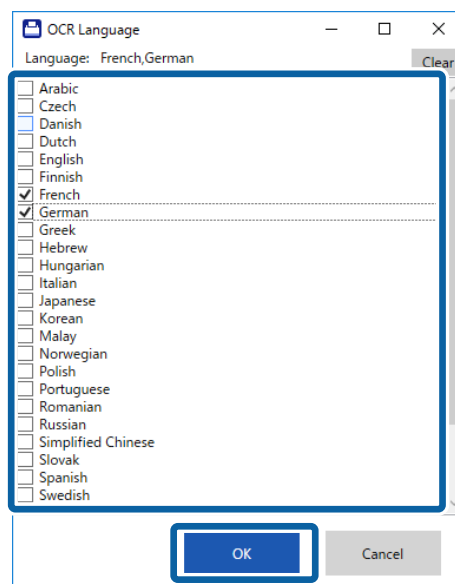 OCR Language
Language: French,German
Clear
Arabic
Czech
Danish
Dutch
English
Finnish
French
German
Greek
Hebrew
Hungarian
Italian
Japanese
Korean
Malay
Norwegian
Polish
Portuguese
Romanian
Russian
Simplified Chinese
Slovak
Spanish
Swedish
OK
Cancel